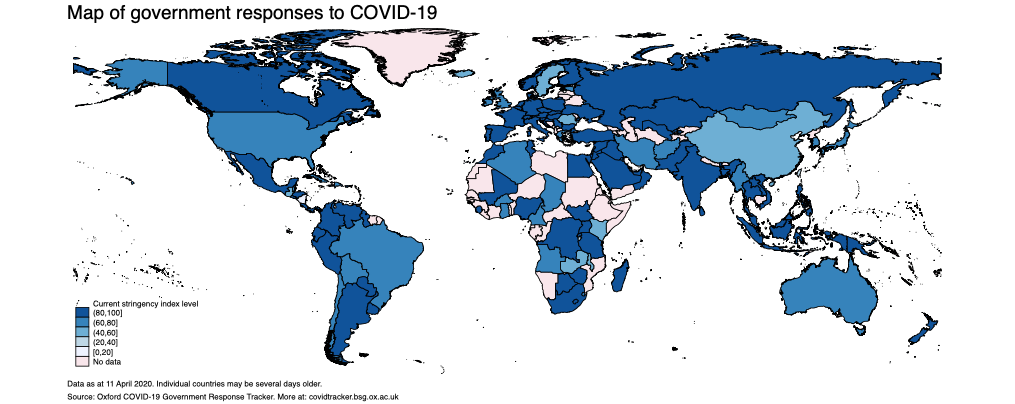 Map of government responses to COVID-19
Current stringency index level
(80,100]
(60,80]
(40,60]
(20,40]
[0,20]
No data
Data as at 11 April 2020. Individual countries may be several days older.
Source: Oxford COVID-19 Government Response Tracker. More at: covidtracker.bsg.ox.ac.uk